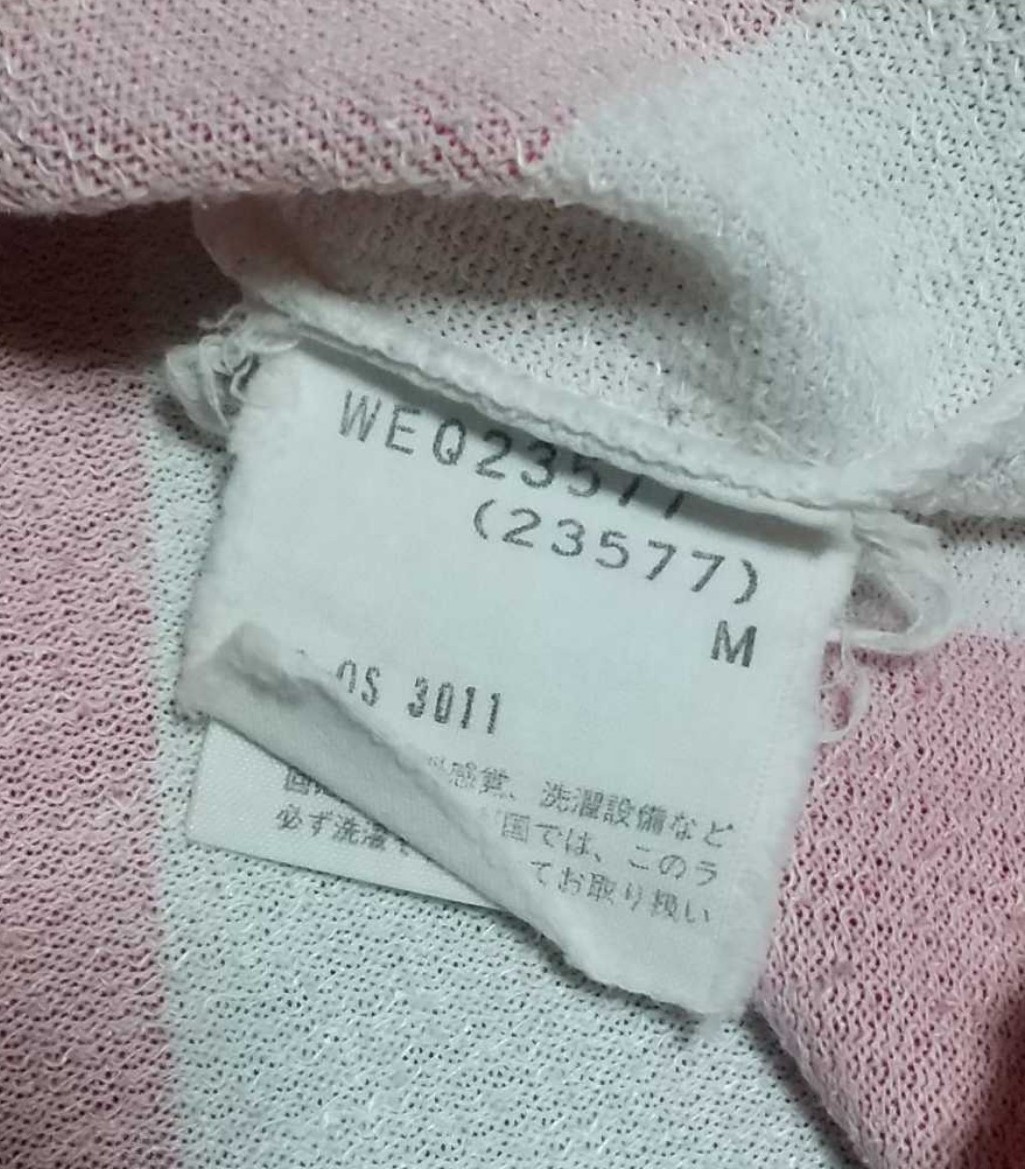 WEQ23577
(23577)
M
OS 3011
感覚、洗濯設備など
国では、このラ
必ず洗濯 てお取り扱い